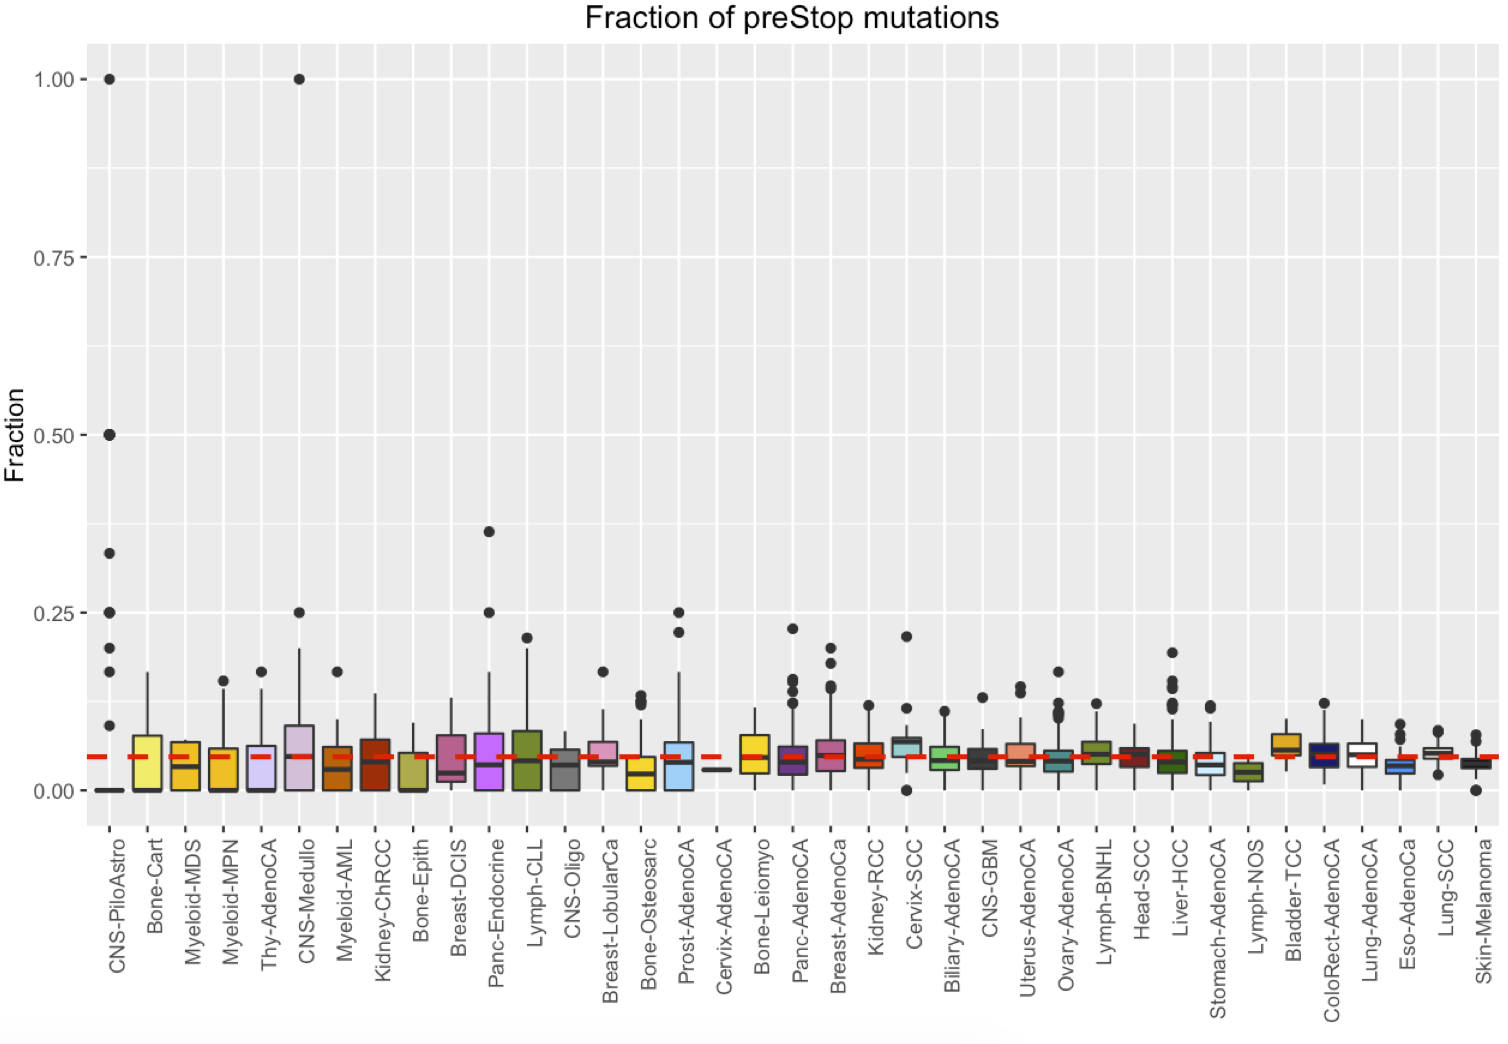 Fraction of preStop mutations
Fraction
1.00
0.75
0.50
0.25
0.00
CNS-PiloAstro
Bone-Cart
Myeloid-MDS
Myeloid-MPN
Thy-AdenoCA
CNS-Medullo
Myeloid-AML
Kidney-ChRCC
Bone-Epith
Breast-DCIS
Panc-Endocrine
Lymph-CLL
CNS-Oligo
Breast-LobularCa
Bone-Osteosarc
Prost-AdenoCA
Cervix-AdenoCA
Bone-Leiomyo
Panc-AdenoCA
Breast-AdenoCa
Kidney-RCC
Cervix-SCC
Biliary-AdenoCA
CNS-GBM
Uterus-AdenoCA
Ovary-AdenoCA
Lymph-BNHL
Head-SCC
Liver-HCC
Stomach-AdenoCA
Lymph-NOS
Bladder-TCC
ColoRect-AdenoCA
Lung-AdenoCA
Eso-AdenoCa
Lung-SCC
Skin-Melanoma